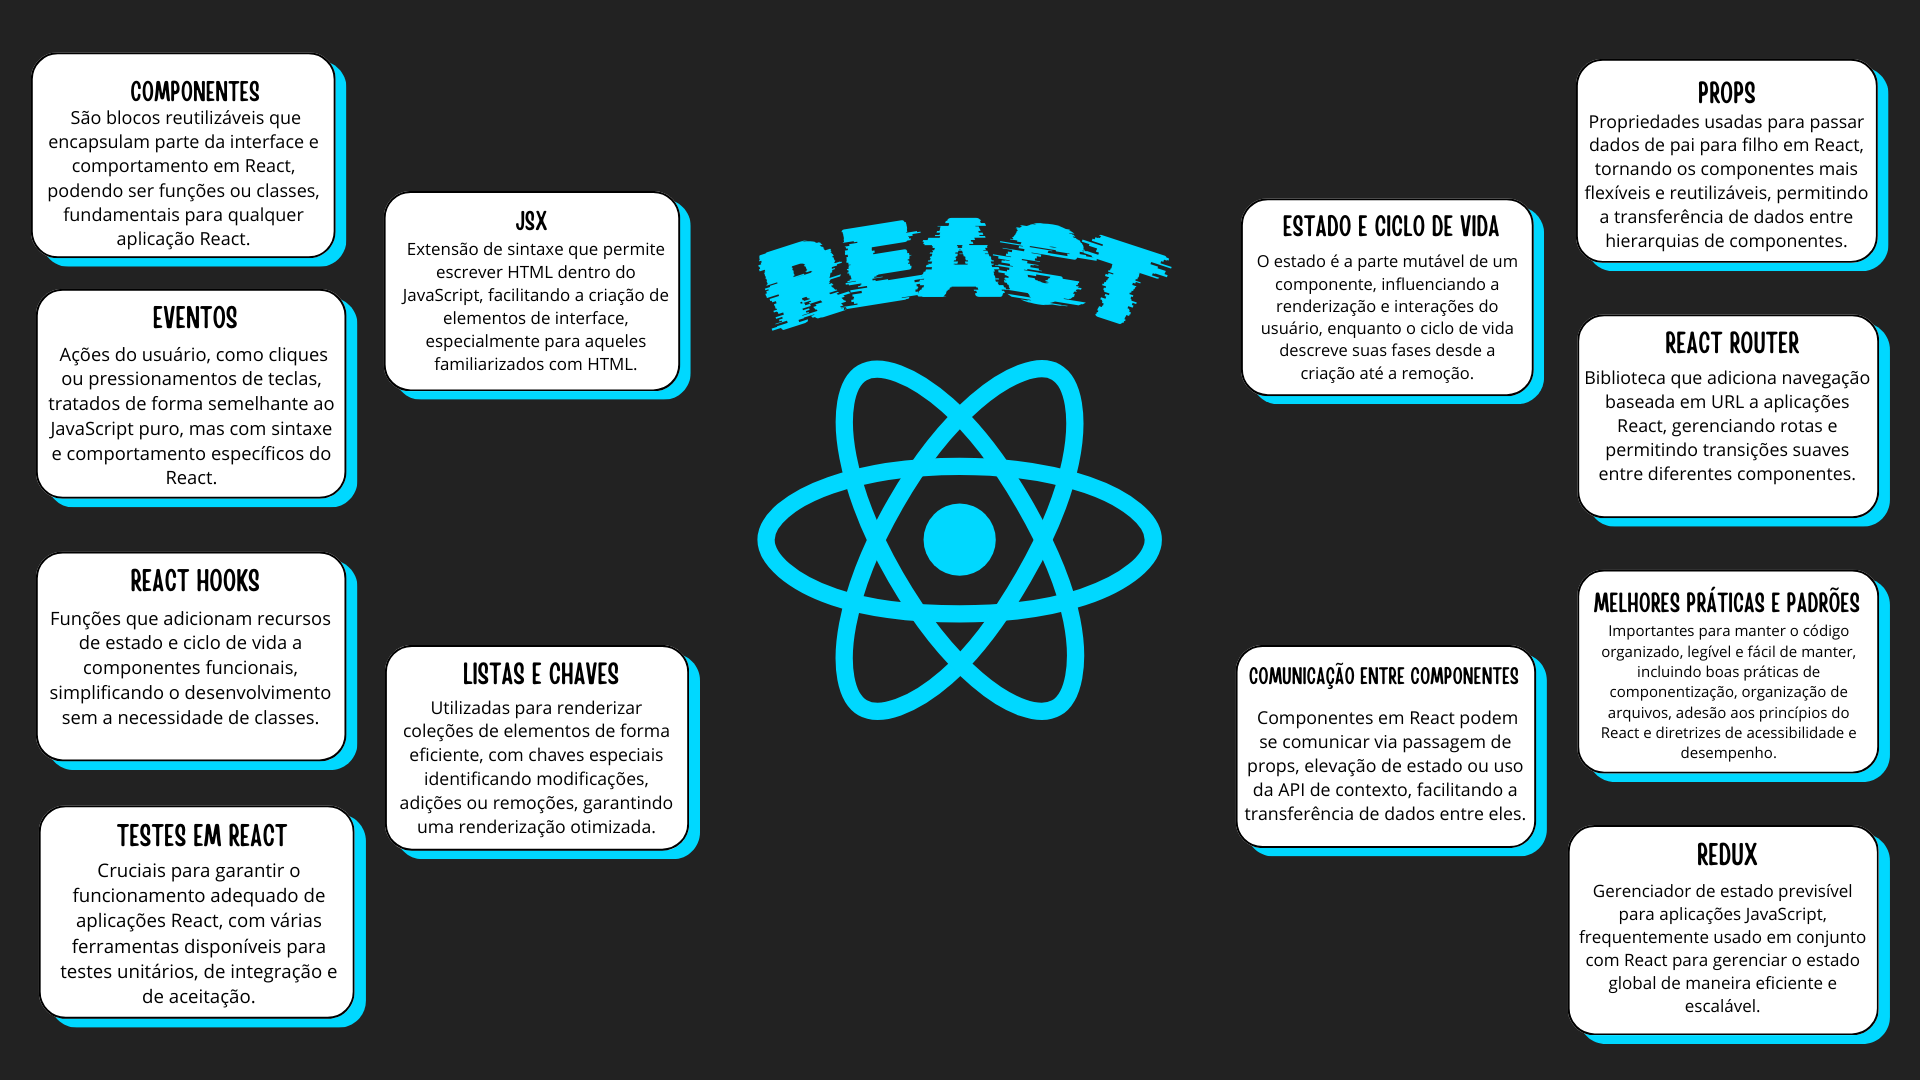 COMPONENTES
São blocos reutilizáveis que
encapsulam parte da interface e
comportamento em React,
podendo ser funções ou classes,
fundamentais para qualquer
aplicação React.
EVENTOS
Ações do usuário, como cliques
ou pressionamentos de teclas,
tratados de forma semelhante ao
JavaScript puro, mas com sintaxe
e comportamento específicos do
React.
REACT HOOKS
Funções que adicionam recursos
de estado e ciclo de vida a
componentes funcionais,
simplificando o desenvolvimento
sem a necessidade de classes.
TESTES EM REACT
Cruciais para garantir o
funcionamento adequado de
aplicações React, com várias
ferramentas disponíveis para
testes unitários, de integração e
de aceitação.
JSX
Extensão de sintaxe que permite
escrever HTML dentro do
JavaScript, facilitando a criação de
elementos de interface,
especialmente para aqueles
familiarizados com HTML.
LISTAS E CHAVES
Utilizadas para renderizar
coleções de elementos de forma
eficiente, com chaves especiais
identificando modificações,
adições ou remoções, garantindo
uma renderização otimizada.
REACT
ESTADO E CICLO DE VIDA
O estado é a parte mutável de um
componente, influenciando a
renderização e interações do
usuário, enquanto o ciclo de vida
descreve suas fases desde a
criação até a remoção.
COMUNICAÇÃO ENTRE COMPONENTES
Componentes em React podem
se comunicar via passagem de
props, elevação de estado ou uso
da API de contexto, facilitando a
transferência de dados entre eles.
PROPS
Propriedades usadas para passar
dados de pai para filho em React,
tornando os componentes mais
flexíveis e reutilizáveis, permitindo
a transferência de dados entre
hierarquias de componentes.
REACT ROUTER
Biblioteca que adiciona navegação
baseada em URL a aplicações
React, gerenciando rotas e
permitindo transições suaves
entre diferentes componentes.
MELHORES PRÁTICAS E PADRÕES
Importantes para manter o código
organizado, legível e fácil de manter,
incluindo boas práticas de
componentização, organização de
arquivos, adesão aos princípios do
React e diretrizes de acessibilidade e
desempenho.
REDUX
Gerenciador de estado previsível
para aplicações JavaScript,
frequentemente usado em conjunto
com React para gerenciar o estado
global de maneira eficiente e
escalável.